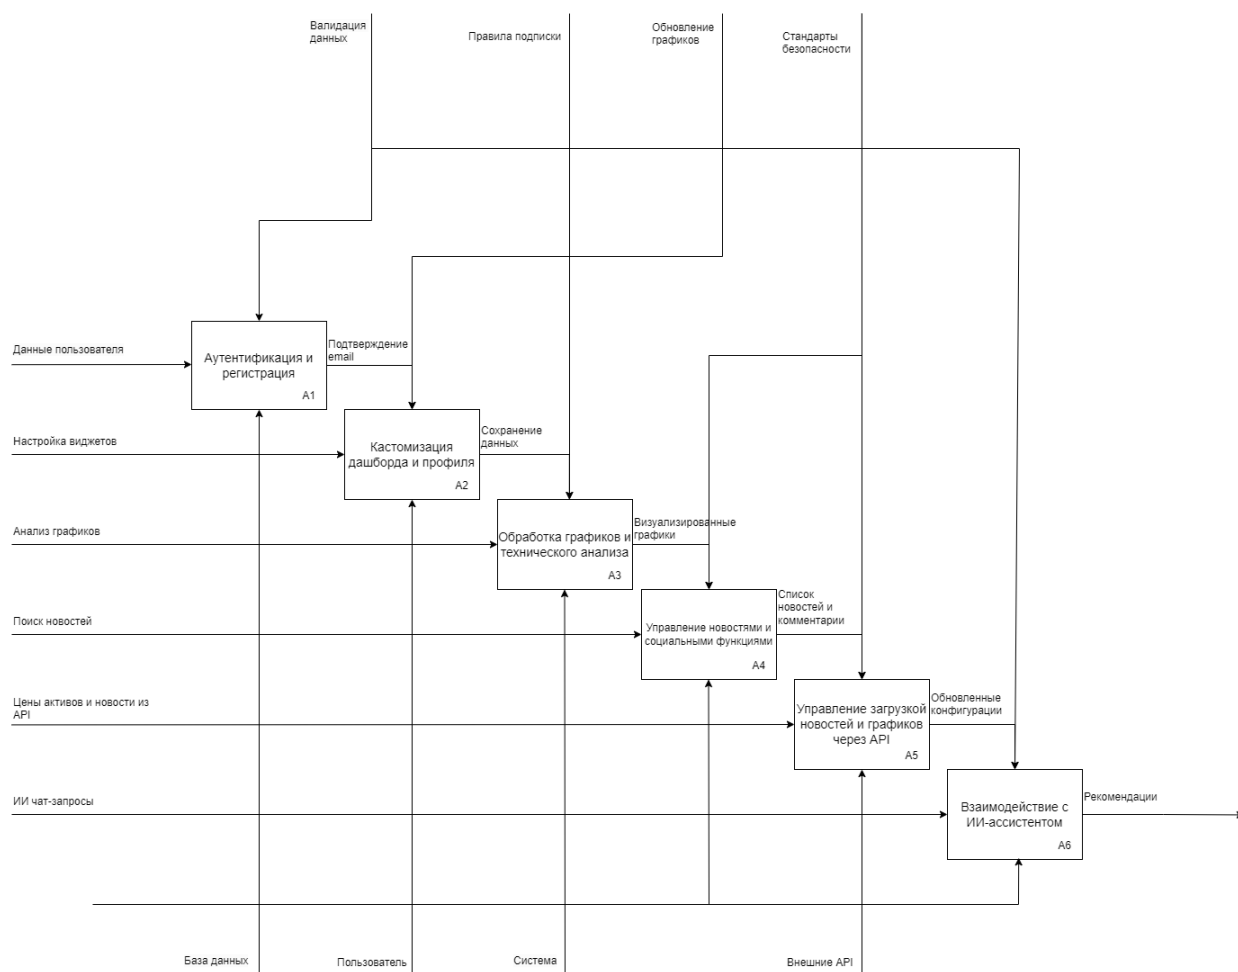 Валидация
данных
Правила подписки
Обновление
графиков
Стандарты
безопасности
Данные пользователя
Аутентификация и
регистрация
A1
Подтверждение
email
Настройка виджетов
Кастомизация
дашборда и профиля
A2
Сохранение
данных
Анализ графиков
Обработка графиков и
технического анализа
A3
Визуализированные
графики
Поиск новостей
Управление новостями и
социальными функциями
A4
Список
новостей и
комментарии
Цены активов и новости из
API
Управление загрузкой
новостей и графиков
через API
A5
Обновленные
конфигурации
ИИ чат-запросы
Взаимодействие с
ИИ-ассистентом
A6
Рекомендации
База данных
Пользователь
Система
Внешние API